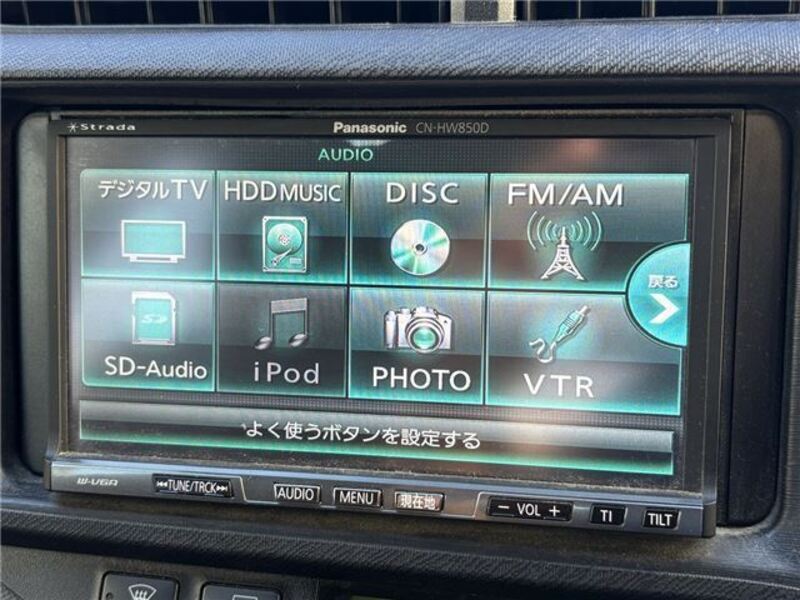 Strada
Panasonic CN-HW850D
AUDIO
デジタルTV
HDD MUSIC
DISC
FM/AM
戻る
SD-Audio
iPod
PHOTO
VTR
よく使うボタンを設定する
W-VGA
TUNE/TRCK
AUDIO
MENU
現在地
− VOL +
TI
TILT